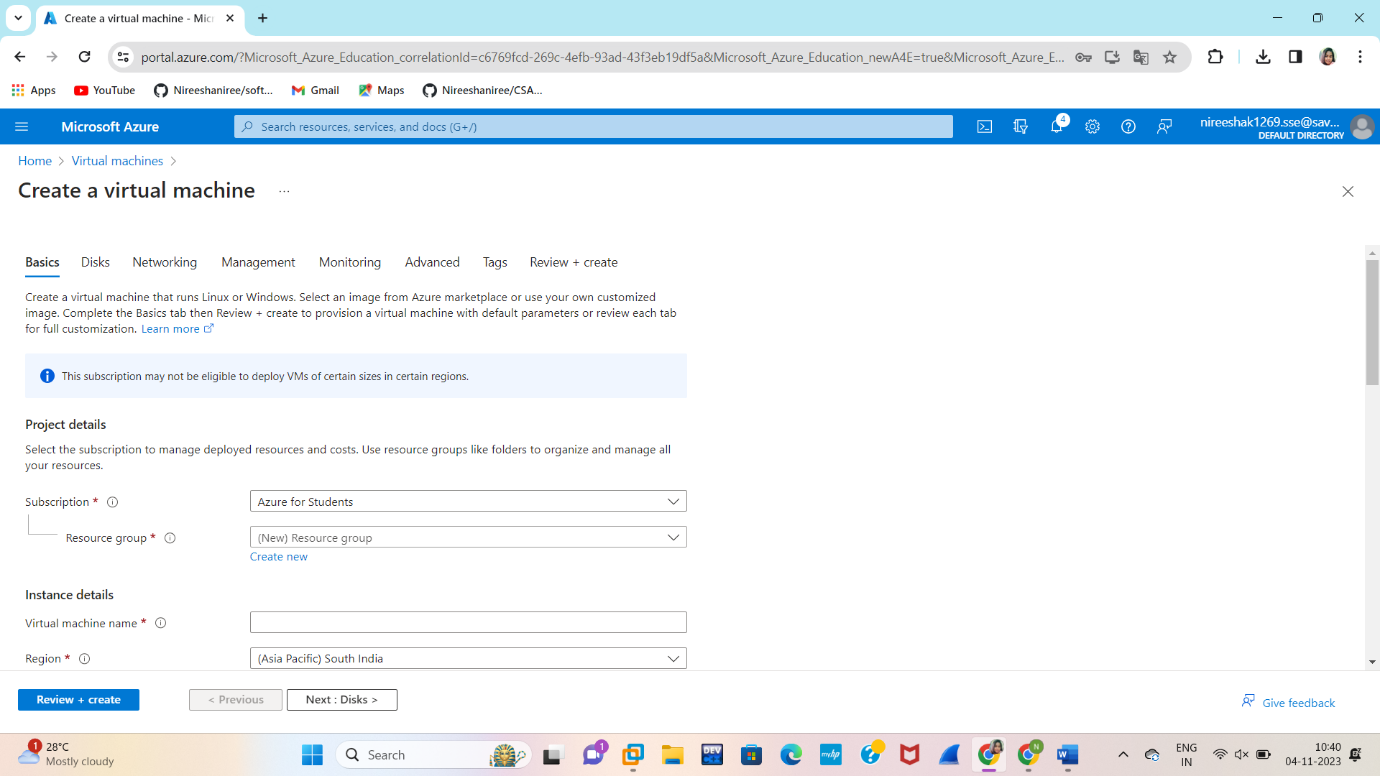 Create a virtual machine - Micr
portal.azure.com/?Microsoft_Azure_Education_correlationId=c6769fcd-269c-4efb-93ad-43f3eb19df5a&Microsoft_Azure_Education_newA4E=true&Microsoft_Azure_E...
Apps YouTube Nireeshaniree/soft... Gmail Maps Nireeshaniree/CSA...
Microsoft Azure Search resources, services, and docs (G+/) 4 nireeshak1269.sse@sav...
DEFAULT DIRECTORY
Home > Virtual machines >
Create a virtual machine ...
Basics Disks Networking Management Monitoring Advanced Tags Review + create
Create a virtual machine that runs Linux or Windows. Select an image from Azure marketplace or use your own customized
image. Complete the Basics tab then Review + create to provision a virtual machine with default parameters or review each tab
for full customization. Learn more
This subscription may not be eligible to deploy VMs of certain sizes in certain regions.
Project details
Select the subscription to manage deployed resources and costs. Use resource groups like folders to organize and manage all
your resources.
Subscription * Azure for Students
Resource group * (New) Resource group
Create new
Instance details
Virtual machine name *
Region * (Asia Pacific) South India
Review + create < Previous Next : Disks > Give feedback
1 28°C
Mostly cloudy
Search
1
DEV
N
ENG
IN
10:40
04-11-2023